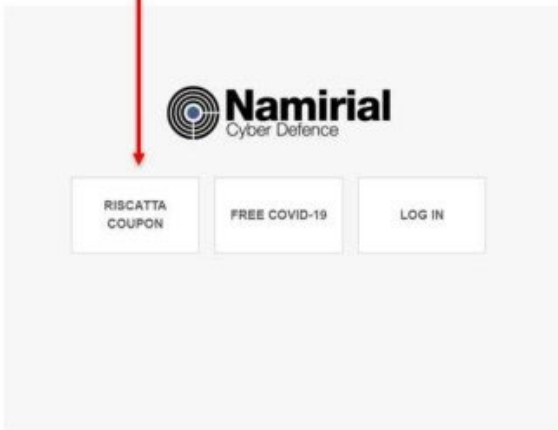 Namirial
Cyber Defence
RISCATTA
COUPON
FREE COVID-19
LOG IN